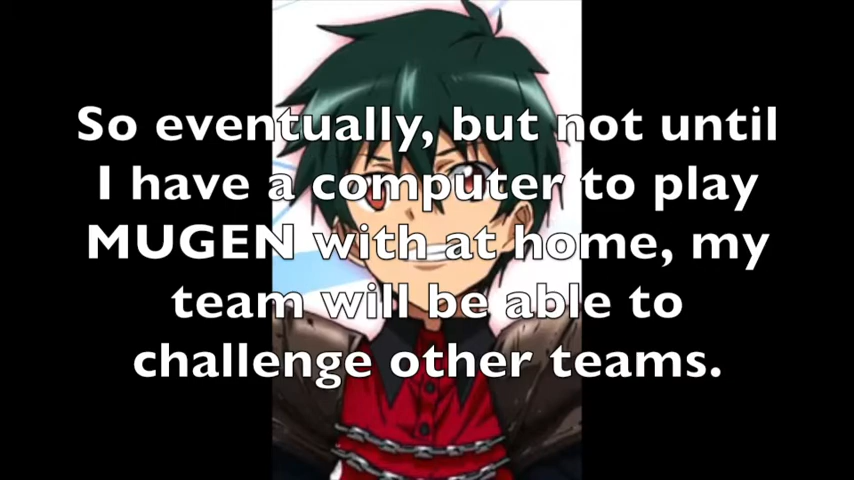 So eventually, but not until
I have a computer to play
MUGEN with at home, my
team will be able to
challenge other teams.